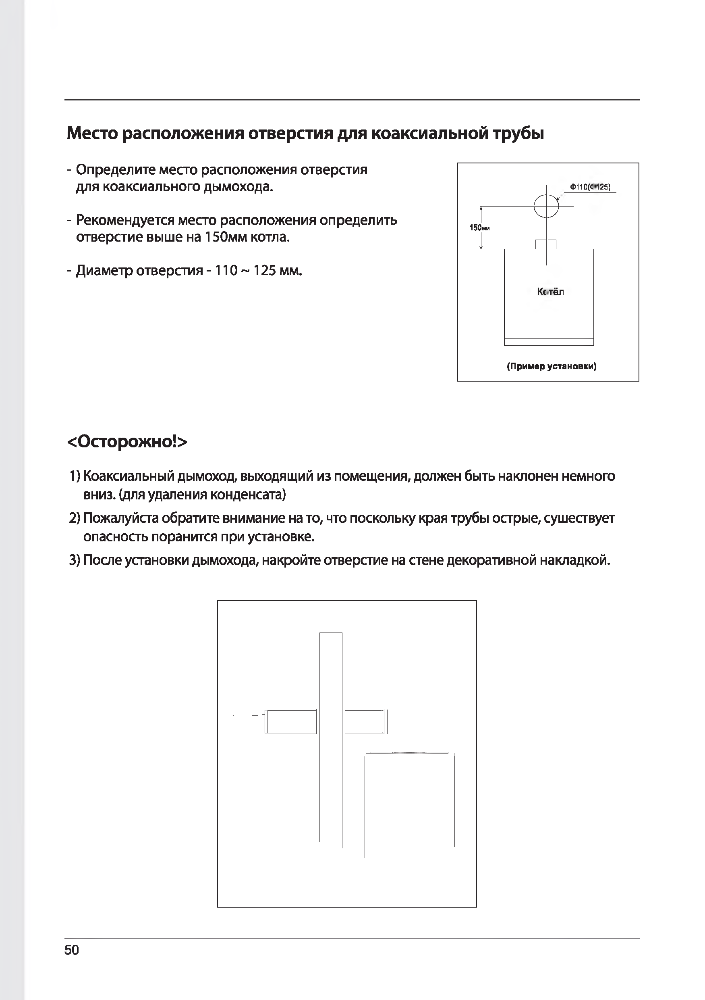 Место расположения отверстия для коаксиальной трубы
- Определите место расположения отверстия
для коаксиального дымохода.
- Рекомендуется место расположения определить
отверстие выше на 150мм котла.
- Диаметр отверстия - 110 ~ 125 мм.
Ф110(Ф125)
150мм
Котёл
(Пример установки)
<Осторожно!>
1) Коаксиальный дымоход, выходящий из помещения, должен быть наклонен немного
вниз. (для удаления конденсата)
2) Пожалуйста обратите внимание на то, что поскольку края трубы острые, сушествует
опасность поранится при установке.
3) После установки дымохода, накройте отверстие на стене декоративной накладкой.
50